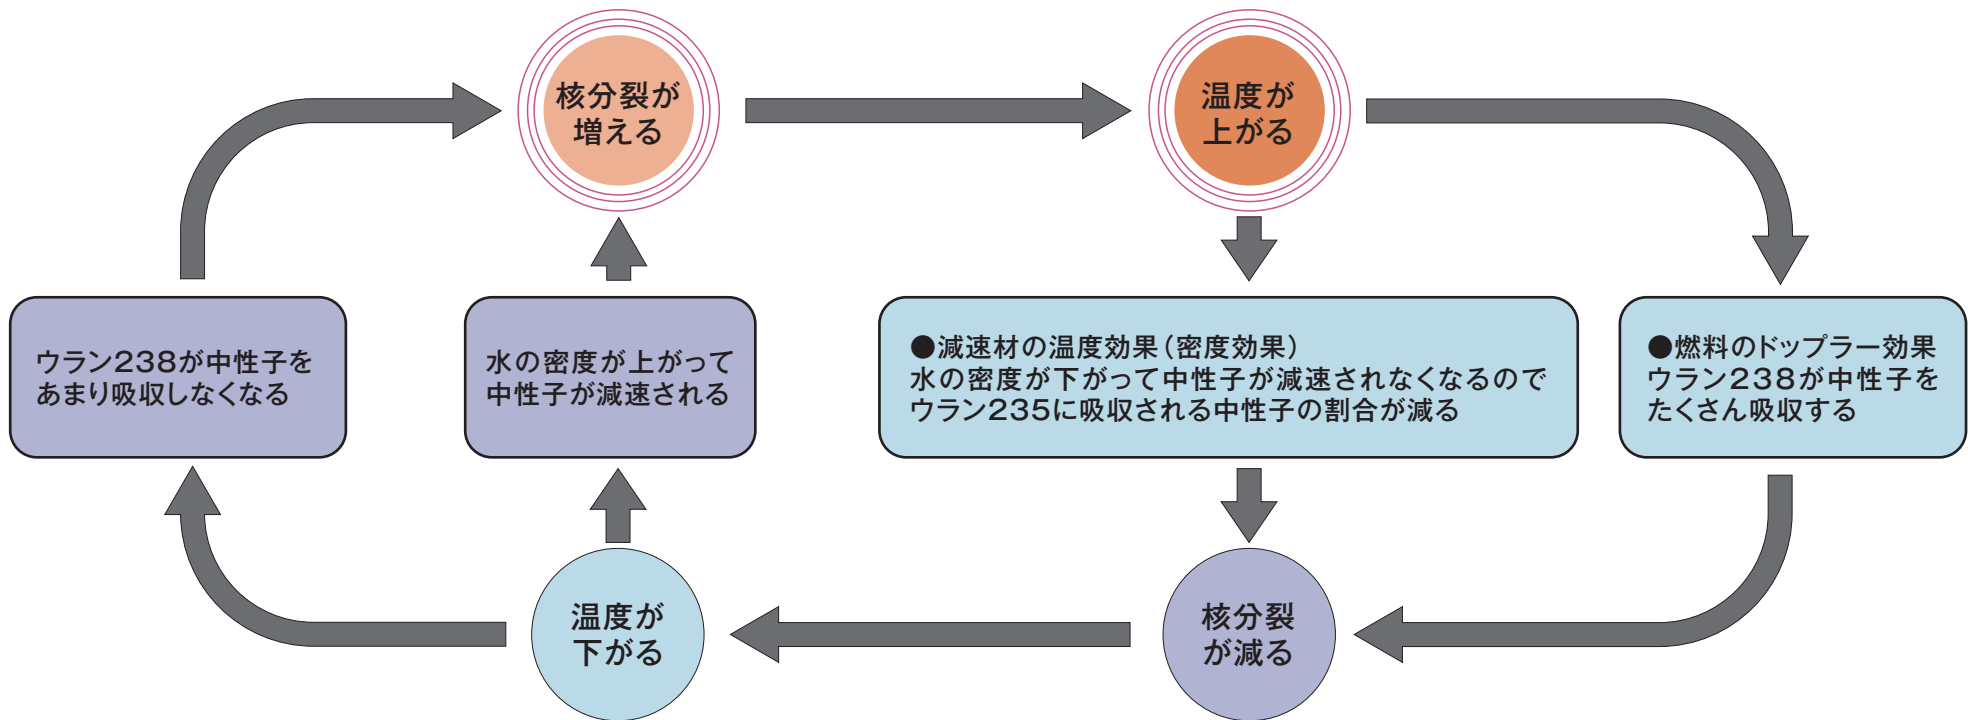 核分裂が
増える
温度が
上がる
ウラン238が中性子を
あまり吸収しなくなる
水の密度が上がって
中性子が減速される
●減速材の温度効果(密度効果)
水の密度が下がって中性子が減速されなくなるので
ウラン235に吸収される中性子の割合が減る
●燃料のドップラー効果
ウラン238が中性子を
たくさん吸収する
温度が
下がる
核分裂
が減る